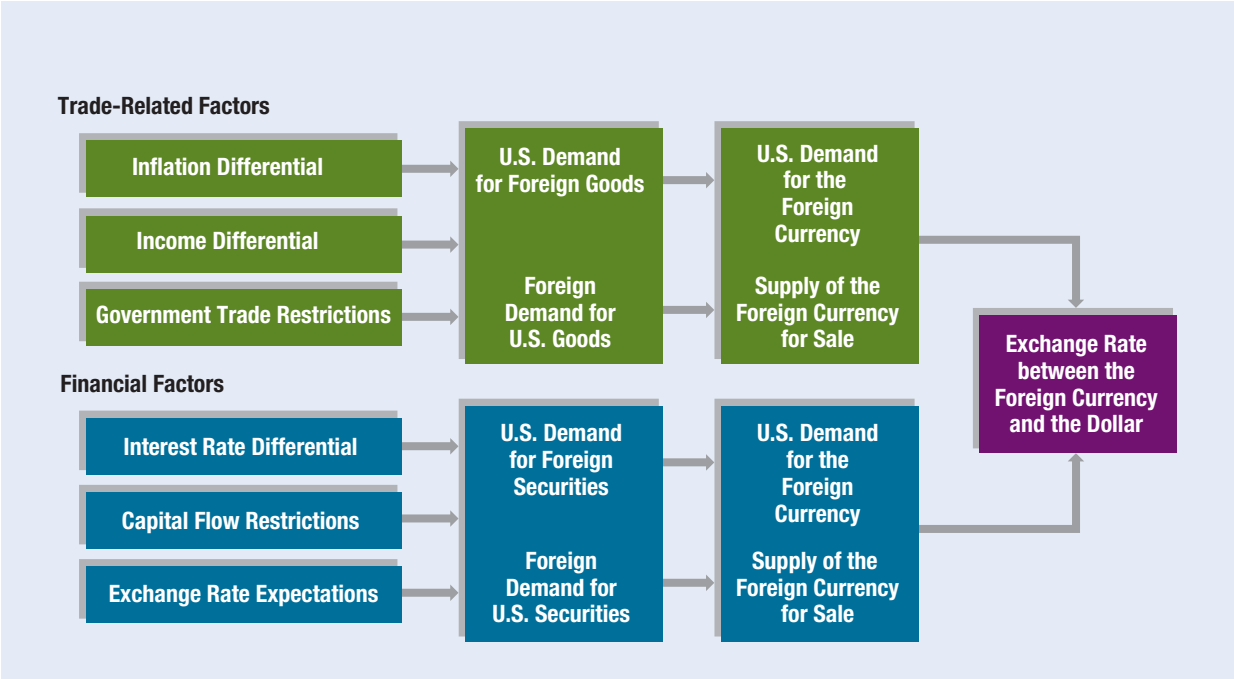 Trade-Related Factors
Inflation Differential
Income Differential
Government Trade Restrictions
U.S. Demand
for Foreign Goods
Foreign
Demand for
U.S. Goods
U.S. Demand
for the
Foreign
Currency
Supply of the
Foreign Currency
for Sale
Financial Factors
Interest Rate Differential
Capital Flow Restrictions
Exchange Rate Expectations
U.S. Demand
for Foreign
Securities
Foreign
Demand for
U.S. Securities
U.S. Demand
for the
Foreign
Currency
Supply of the
Foreign Currency
for Sale
Exchange Rate
between the
Foreign Currency
and the Dollar